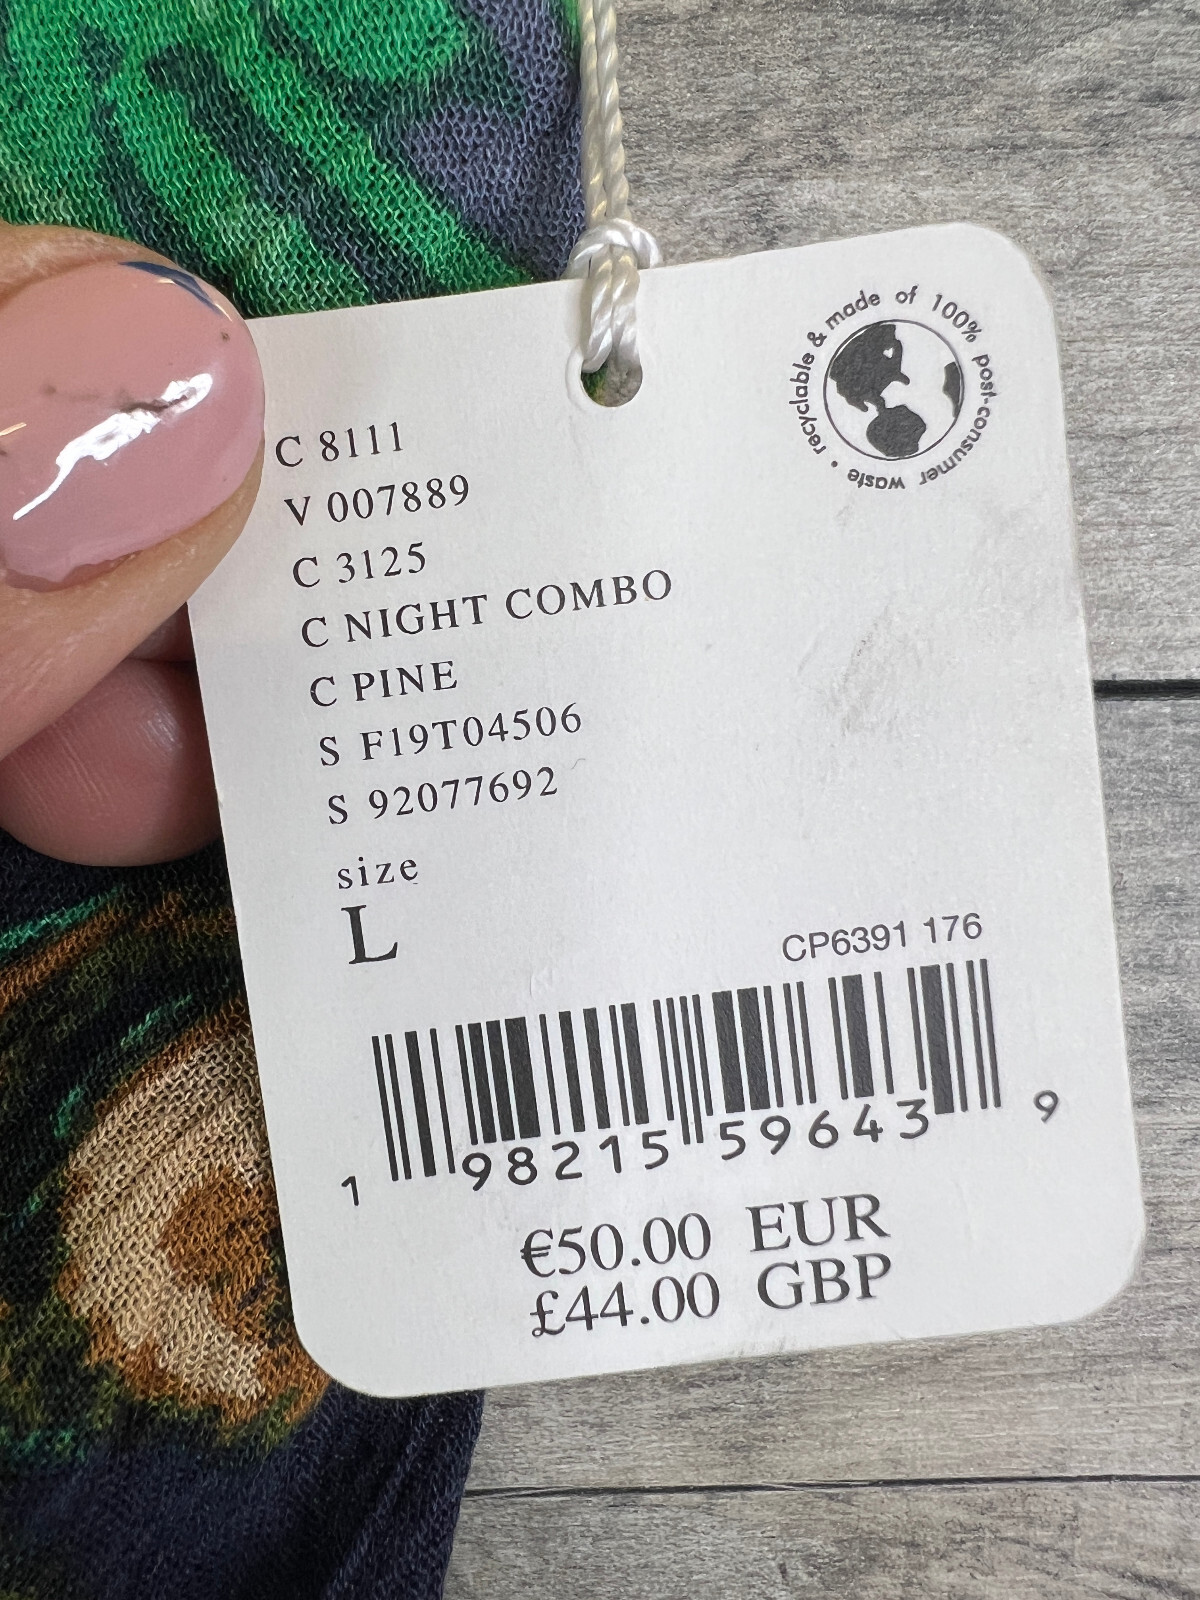 recyclable & made of 100% post-consumer waste •
C 8111
V 007889
C 3125
C NIGHT COMBO
C PINE
S F19T04506
S 92077692
size
L
CP6391 176
1 98215 59643 9
€50.00 EUR
£44.00 GBP